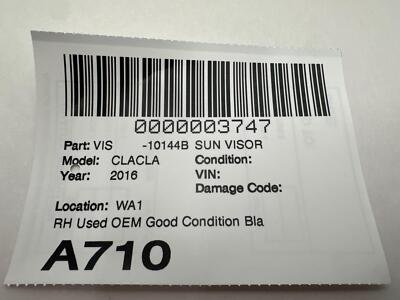 0000003747
Part: VIS -10144B SUN VISOR
Model: CLACLA Condition:
Year: 2016 VIN:
Damage Code:
Location: WA1
RH Used OEM Good Condition Bla
A710